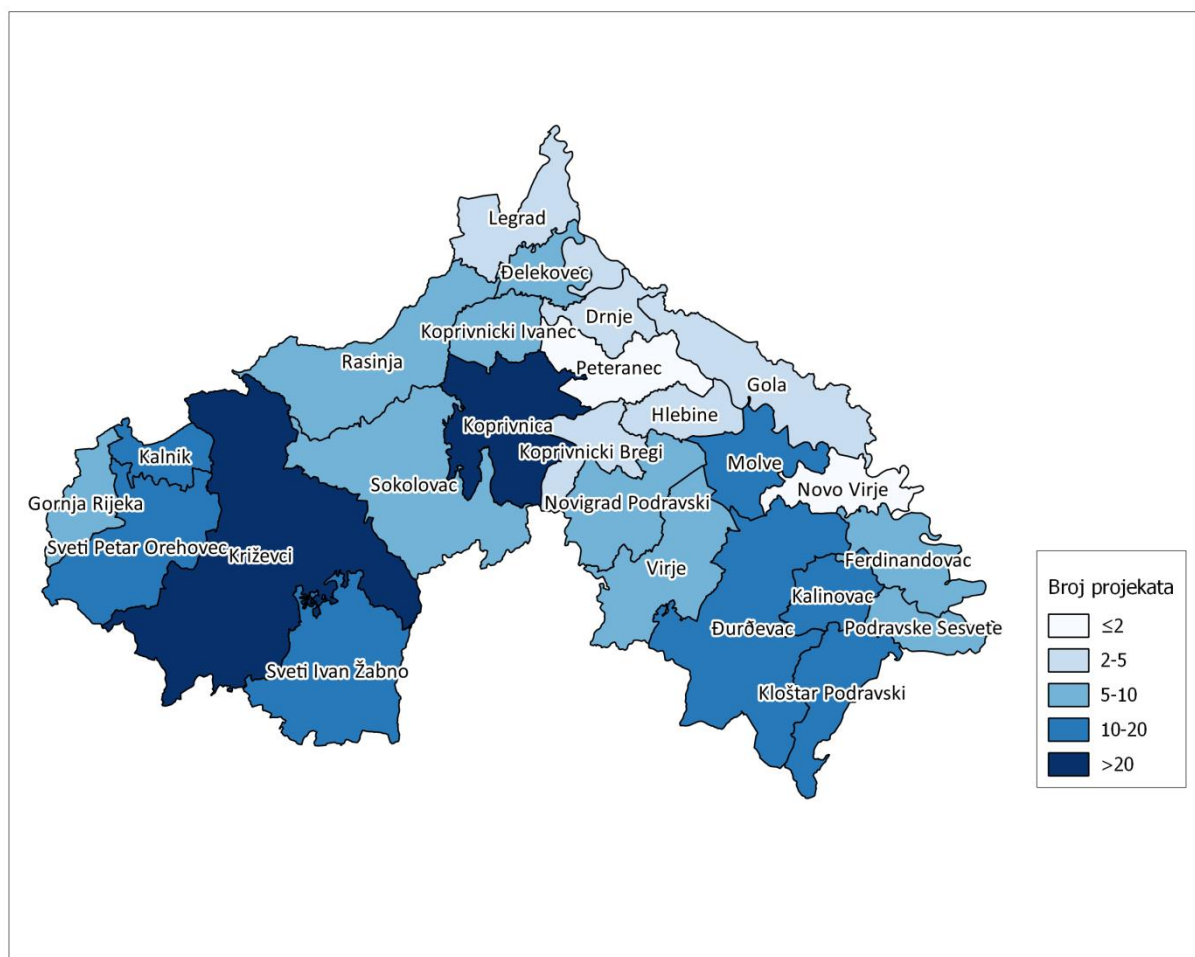 Legrad
Đelekovec
Drnje
Koprivnicki Ivanec
Rasinja
Peteranec
Gola
Hlebine
Koprivnica
Koprivnicki Bregi
Kalnik
Molve
Sokolovac
Novo Virje
Gornja Rijeka
Novigrad Podravski
Sveti Petar Orehovec
Križevci
Ferdinandovac
Virje
Kalinovac
Đurđevac
Podravske Sesvete
Sveti Ivan Žabno
Kloštar Podravski
Broj projekata
≤2
2-5
5-10
10-20
>20